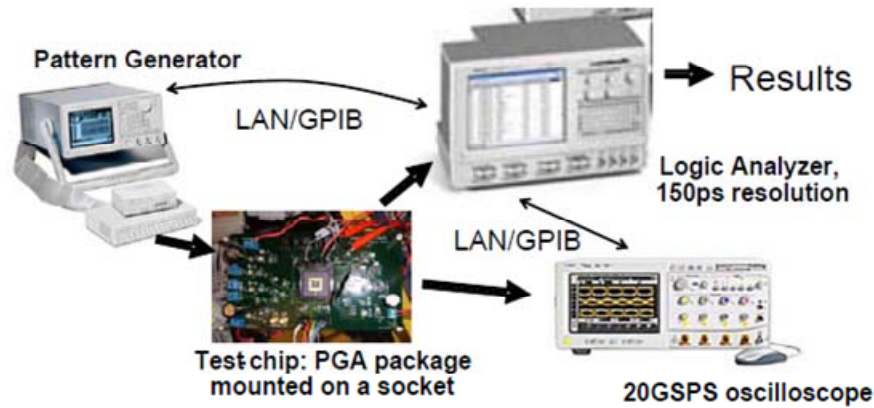 Pattern Generator
LAN/GPIB
Results
Logic Analyzer,
150ps resolution
LAN/GPIB
Test-chip: PGA package
mounted on a socket
20GSPS oscilloscope